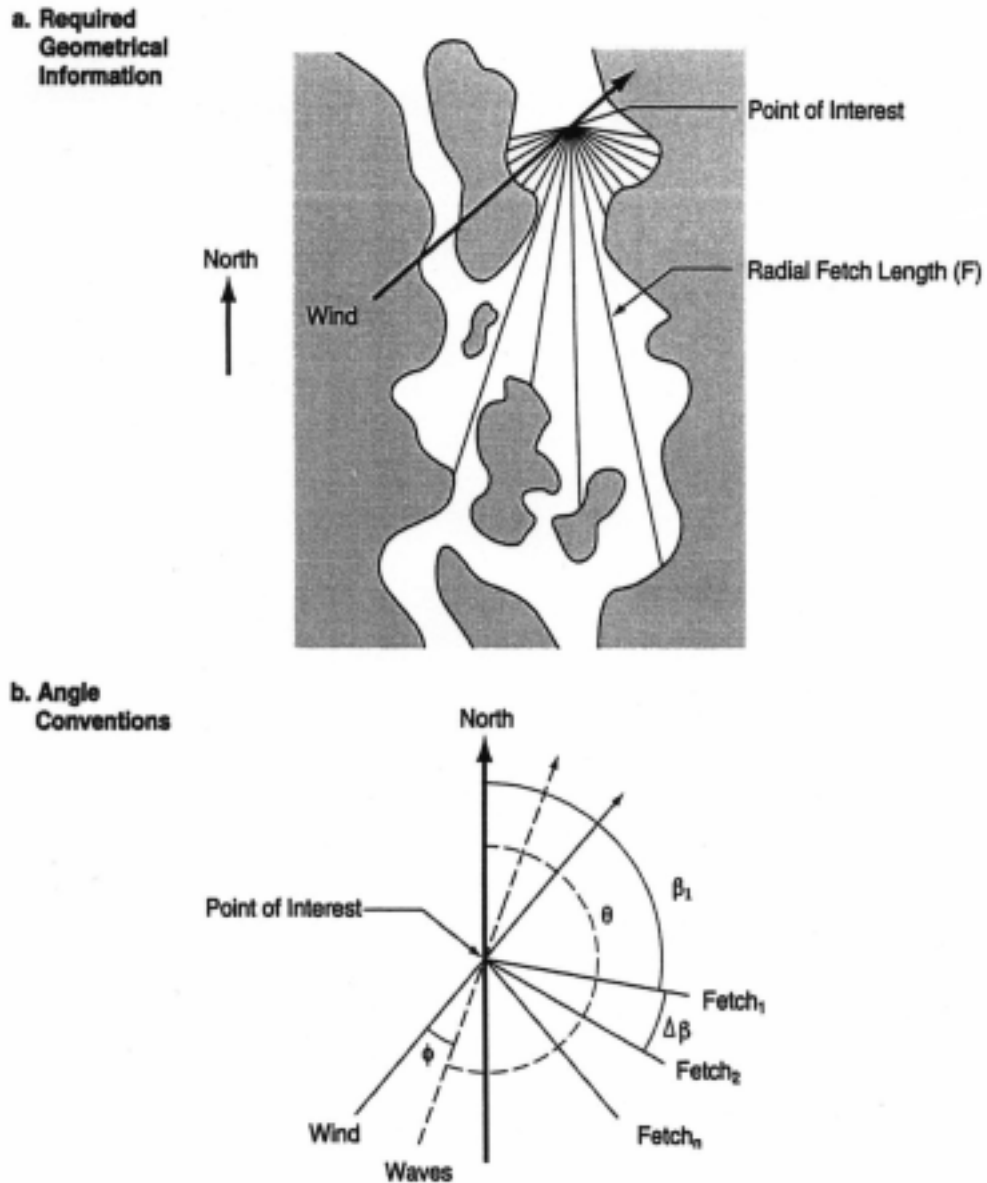 a. Required
Geometrical
Information
Point of Interest
North
Radial Fetch Length (F)
Wind
b. Angle
Conventions
North
β₁
Point of Interest
θ
Fetch₁
Δβ
Fetch₂
ϕ
Fetchₙ
Wind
Waves